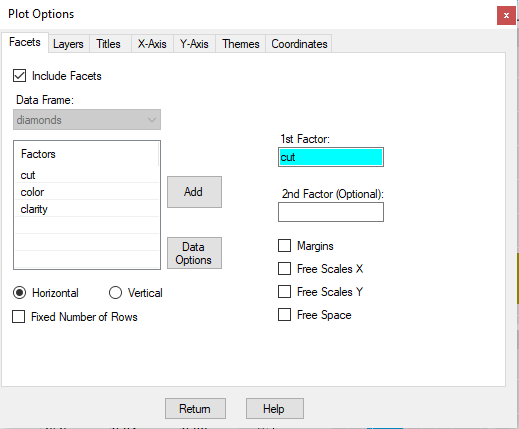 Plot Options
x
Facets Layers Titles X-Axis Y-Axis Themes Coordinates
Include Facets
Data Frame:
diamonds
Factors
cut
color
clarity
Add
Data
Options
Horizontal Vertical
Fixed Number of Rows
1st Factor:
cut
2nd Factor (Optional):
Margins
Free Scales X
Free Scales Y
Free Space
Return Help